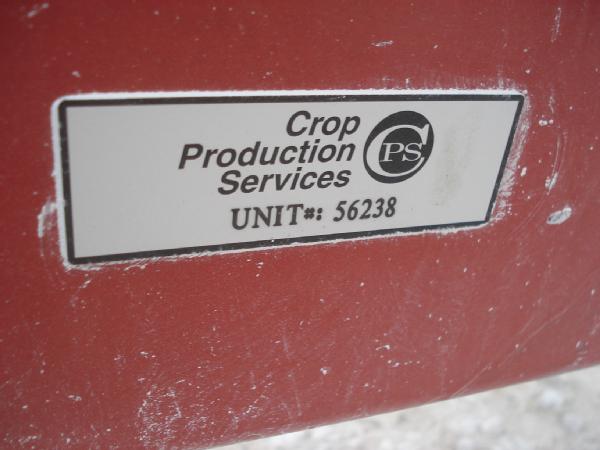 Crop
Production
Services
CPS
UNIT#: 56238